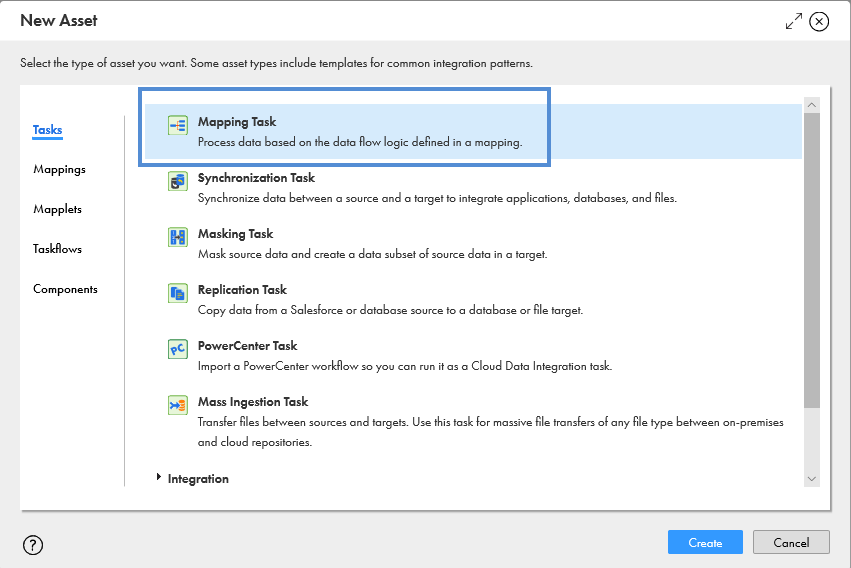 New Asset
Select the type of asset you want. Some asset types include templates for common integration patterns.
Tasks
Mappings
Mapplets
Taskflows
Components
Mapping Task
Process data based on the data flow logic defined in a mapping.
Synchronization Task
Synchronize data between a source and a target to integrate applications, databases, and files.
Masking Task
Mask source data and create a data subset of source data in a target.
Replication Task
Copy data from a Salesforce or database source to a database or file target.
PC
PowerCenter Task
Import a PowerCenter workflow so you can run it as a Cloud Data Integration task.
Mass Ingestion Task
Transfer files between sources and targets. Use this task for massive file transfers of any file type between on-premises
and cloud repositories.
Integration
?
Create
Cancel